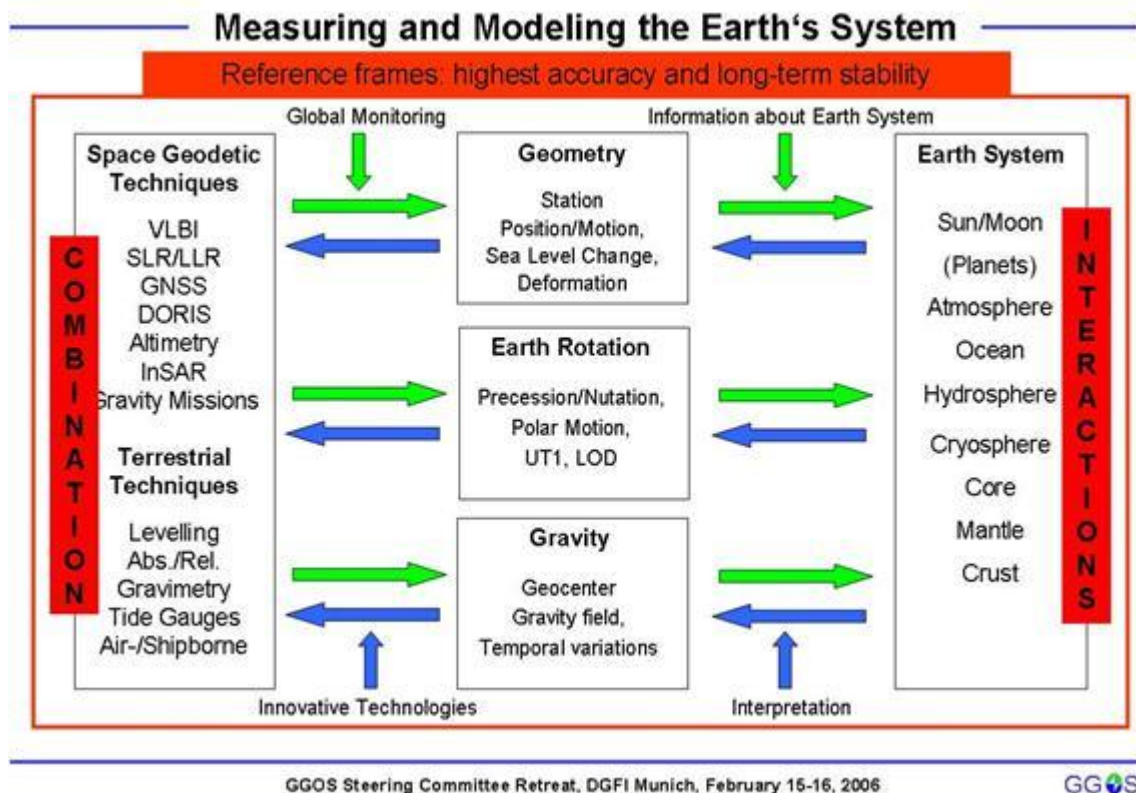 Measuring and Modeling the Earth's System
Reference frames: highest accuracy and long-term stability
Global Monitoring
Information about Earth System
Space Geodetic
Techniques
VLBI
SLR/LLR
GNSS
DORIS
Altimetry
InSAR
Gravity Missions
Terrestrial
Techniques
Levelling
Abs./Rel.
Gravimetry
Tide Gauges
Air-/Shipborne
COMBINATION
Geometry
Station
Position/Motion,
Sea Level Change,
Deformation
Earth Rotation
Precession/Nutation,
Polar Motion,
UT1, LOD
Gravity
Geocenter
Gravity field,
Temporal variations
Earth System
Sun/Moon
(Planets)
Atmosphere
Ocean
Hydrosphere
Cryosphere
Core
Mantle
Crust
INTERACTIONS
Innovative Technologies
Interpretation
GGOS Steering Committee Retreat, DGFI Munich, February 15-16, 2006
GGOS